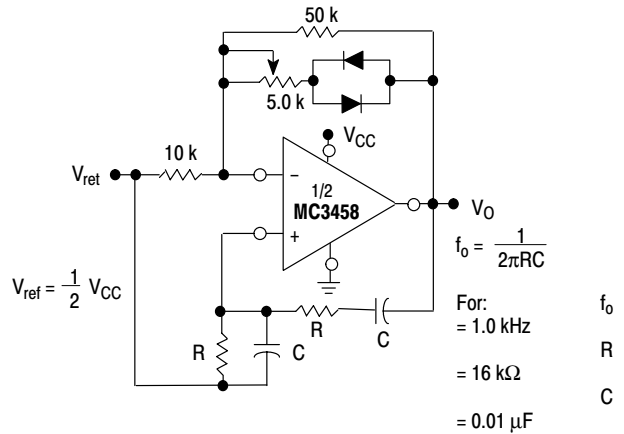 50 k
5.0 k
V_CC
10 k
V_ret
−
1/2
MC3458
+
V_O
f_o = 1/2πRC
V_ref = 1/2 V_CC
R
C
R
C
For: f_o
= 1.0 kHz
R
= 16 kΩ
C
= 0.01 μF